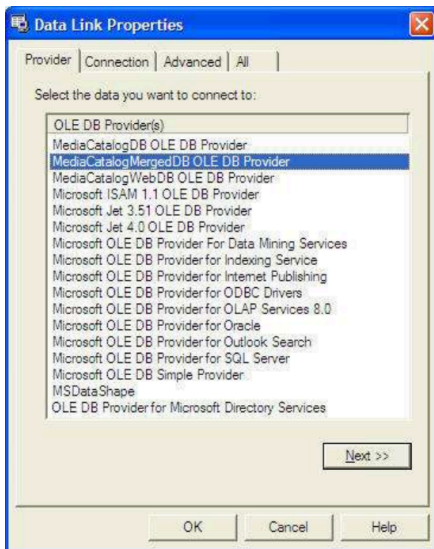 Data Link Properties
Provider Connection Advanced All
Select the data you want to connect to:
OLE DB Provider(s)
MediaCatalogDB OLE DB Provider
MediaCatalogMergedDB OLE DB Provider
MediaCatalogWebDB OLE DB Provider
Microsoft ISAM 1.1 OLE DB Provider
Microsoft Jet 3.51 OLE DB Provider
Microsoft Jet 4.0 OLE DB Provider
Microsoft OLE DB Provider For Data Mining Services
Microsoft OLE DB Provider for Indexing Service
Microsoft OLE DB Provider for Internet Publishing
Microsoft OLE DB Provider for ODBC Drivers
Microsoft OLE DB Provider for OLAP Services 8.0
Microsoft OLE DB Provider for Oracle
Microsoft OLE DB Provider for Outlook Search
Microsoft OLE DB Provider for SQL Server
Microsoft OLE DB Simple Provider
MSDataShape
OLE DB Provider for Microsoft Directory Services
Next >>
OK Cancel Help